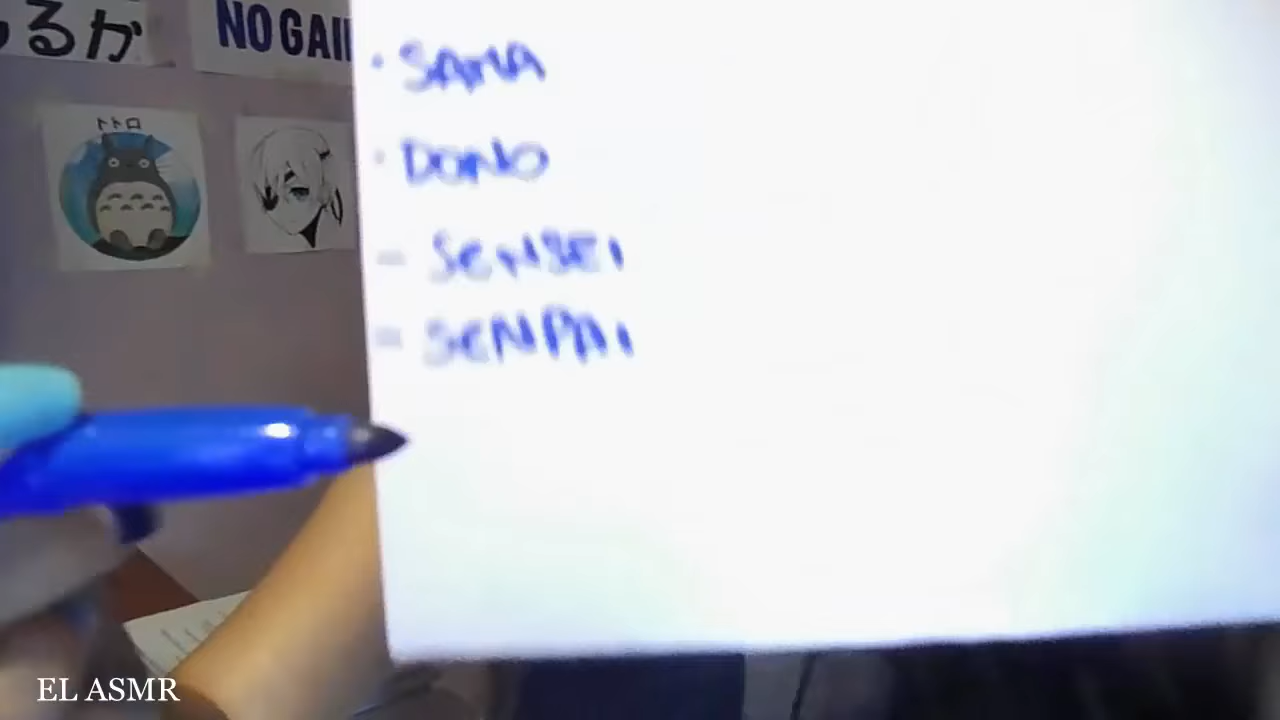 るか
NO GAI
トトロ
· SAMA
· DONO
- SENSEI
- SENPAI
EL ASMR